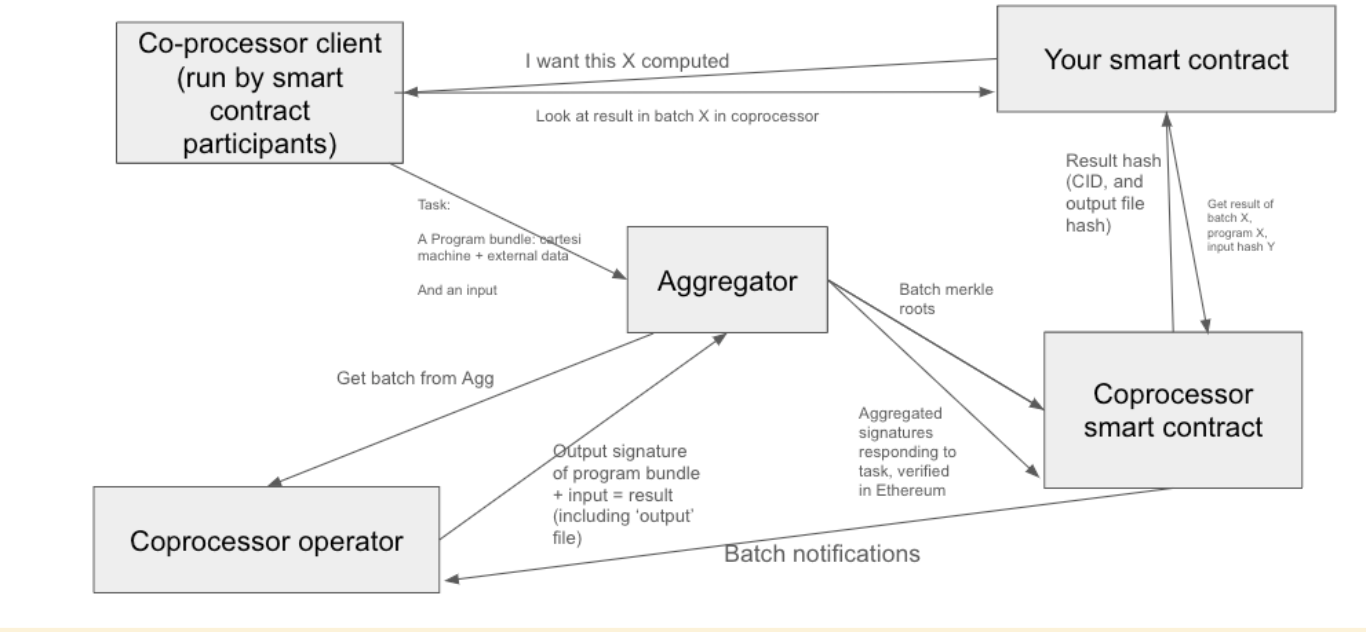 Co-processor client
(run by smart
contract
participants)
I want this X computed
Look at result in batch X in coprocessor
Your smart contract
Task:
A Program bundle: cartesi
machine + external data
And an input
Aggregator
Result hash
(CID, and
output file
hash)
Get result of
batch X,
program X,
input hash Y
Batch merkle
roots
Get batch from Agg
Aggregated
signatures
responding to
task, verified
in Ethereum
Coprocessor
smart contract
Output signature
of program bundle
+ input = result
(including ‘output’
file)
Coprocessor operator
Batch notifications